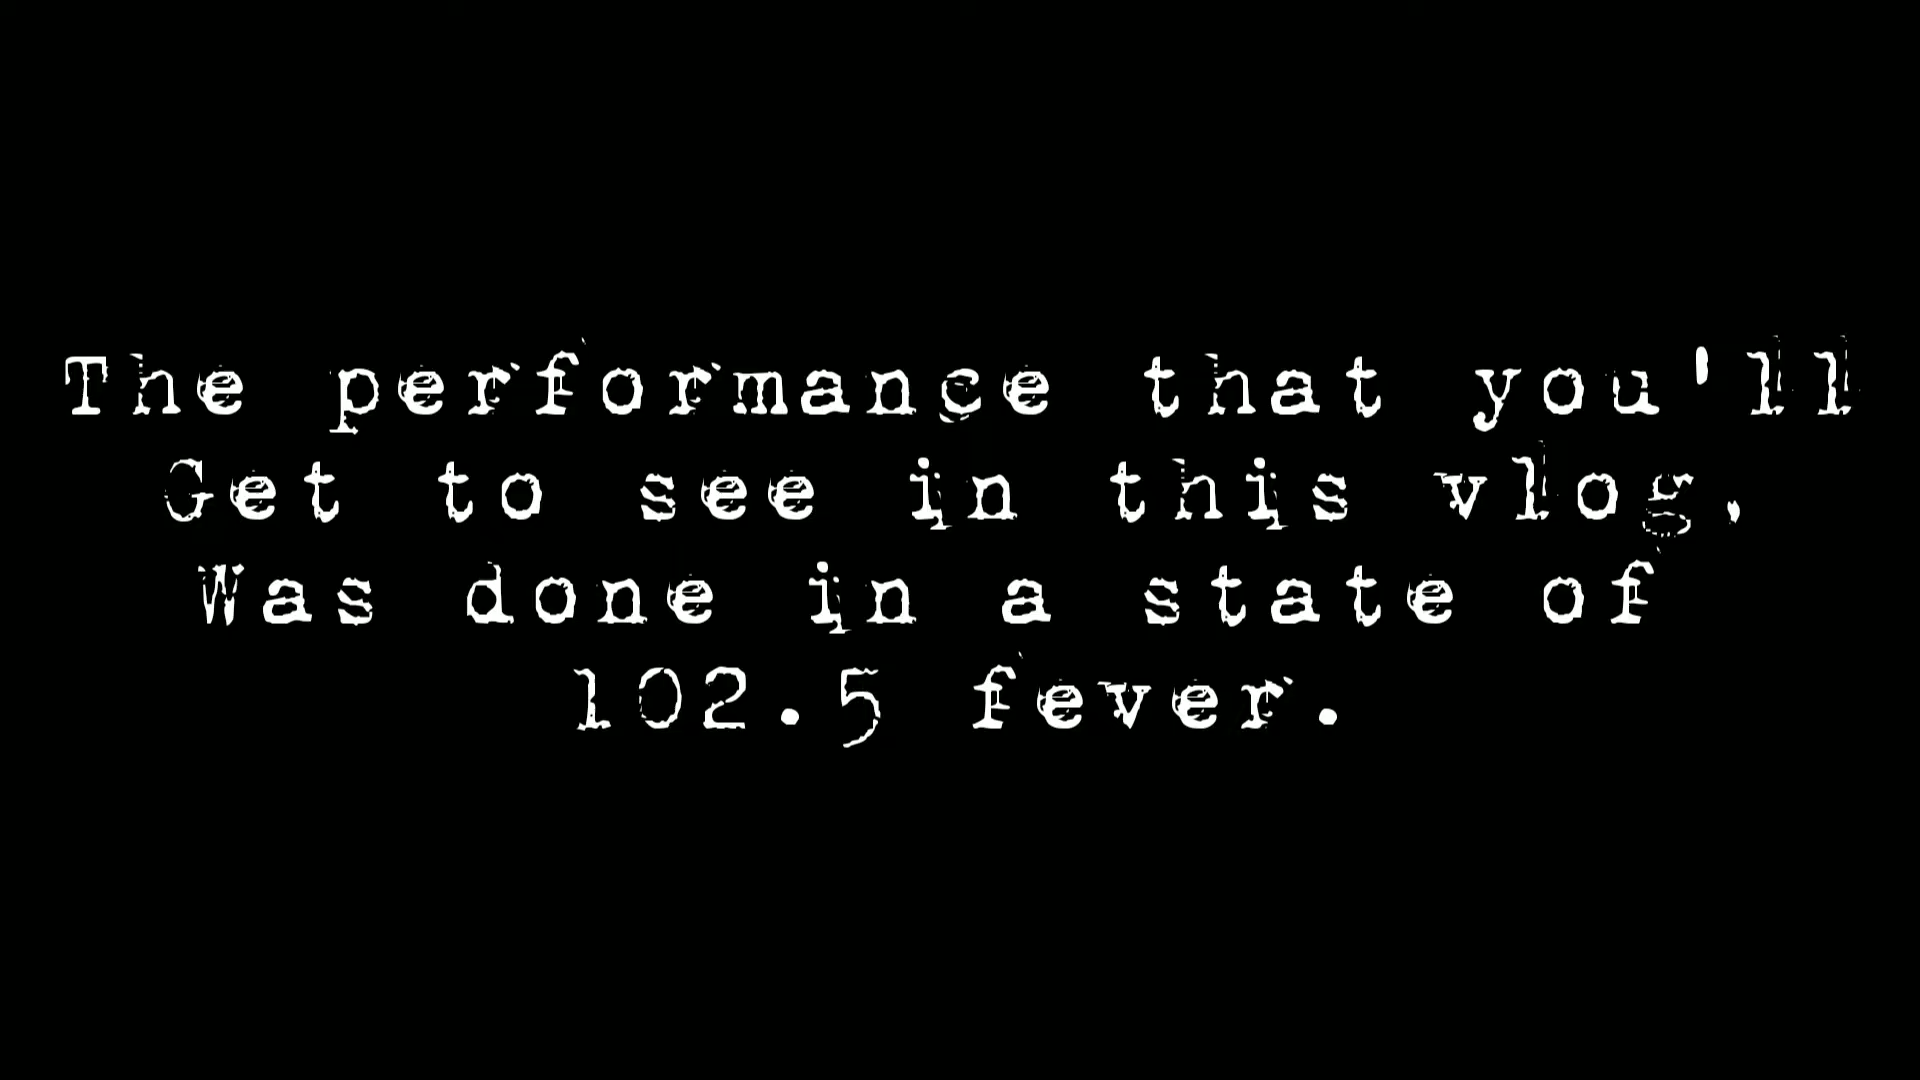 The performance that you'll
Get to see in this vlog,
Was done in a state of
102.5 fever.